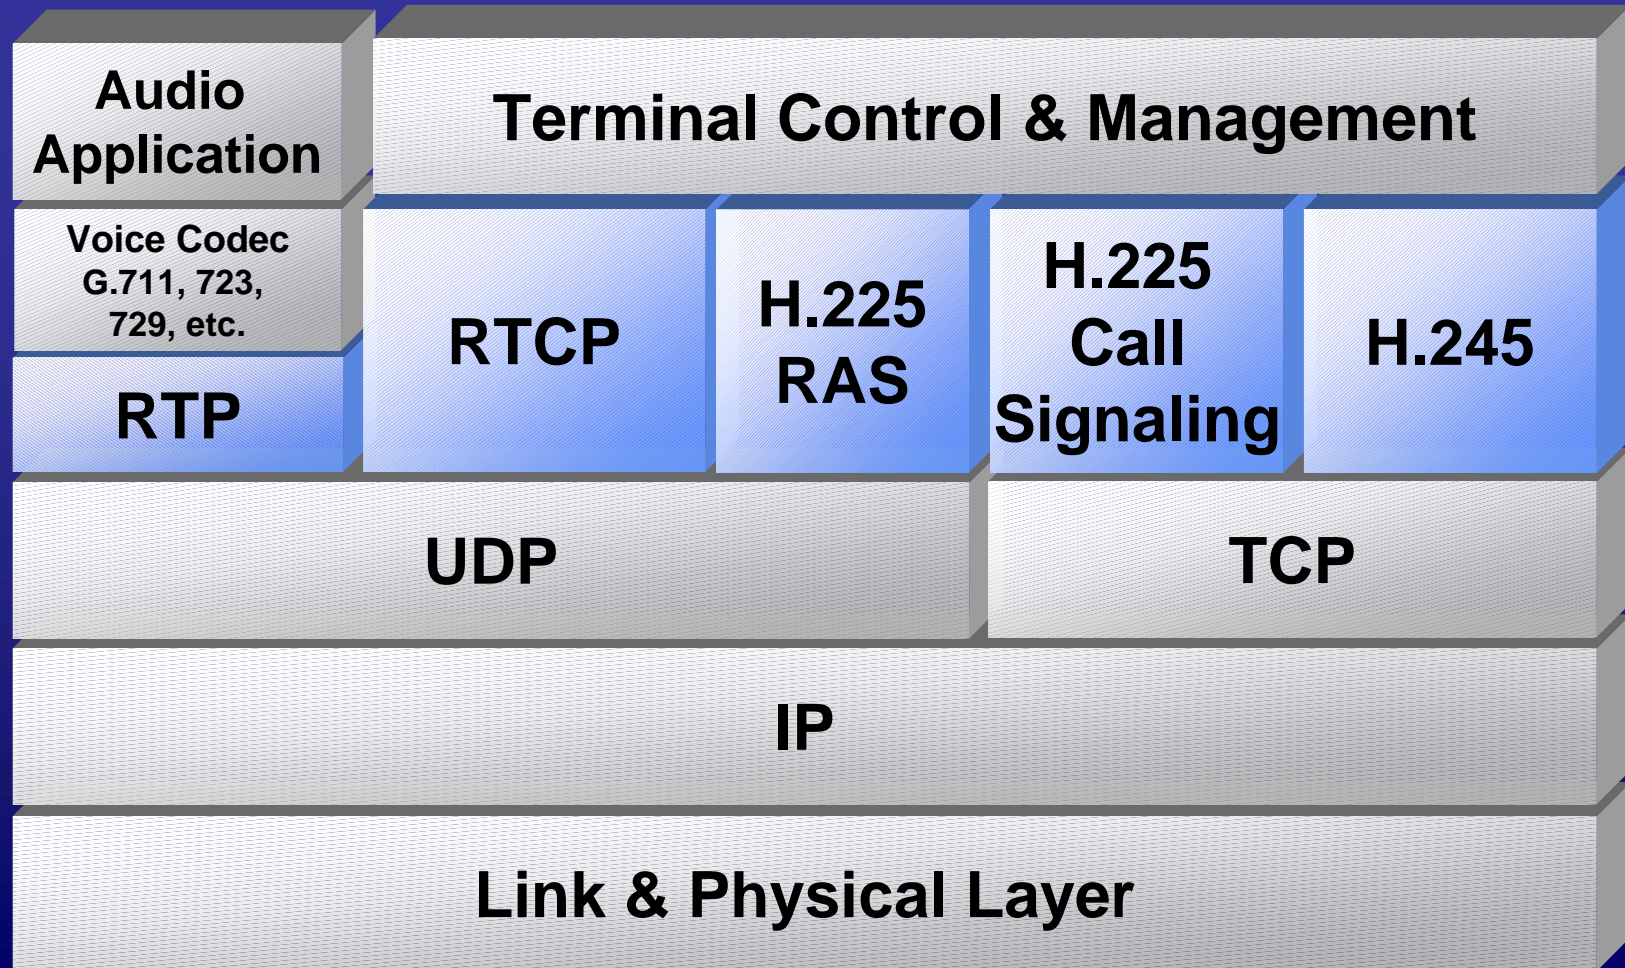 Audio
Application
Terminal Control & Management
Voice Codec
G.711, 723,
729, etc.
RTP
RTCP
H.225
RAS
H.225
Call
Signaling
H.245
UDP
TCP
IP
Link & Physical Layer